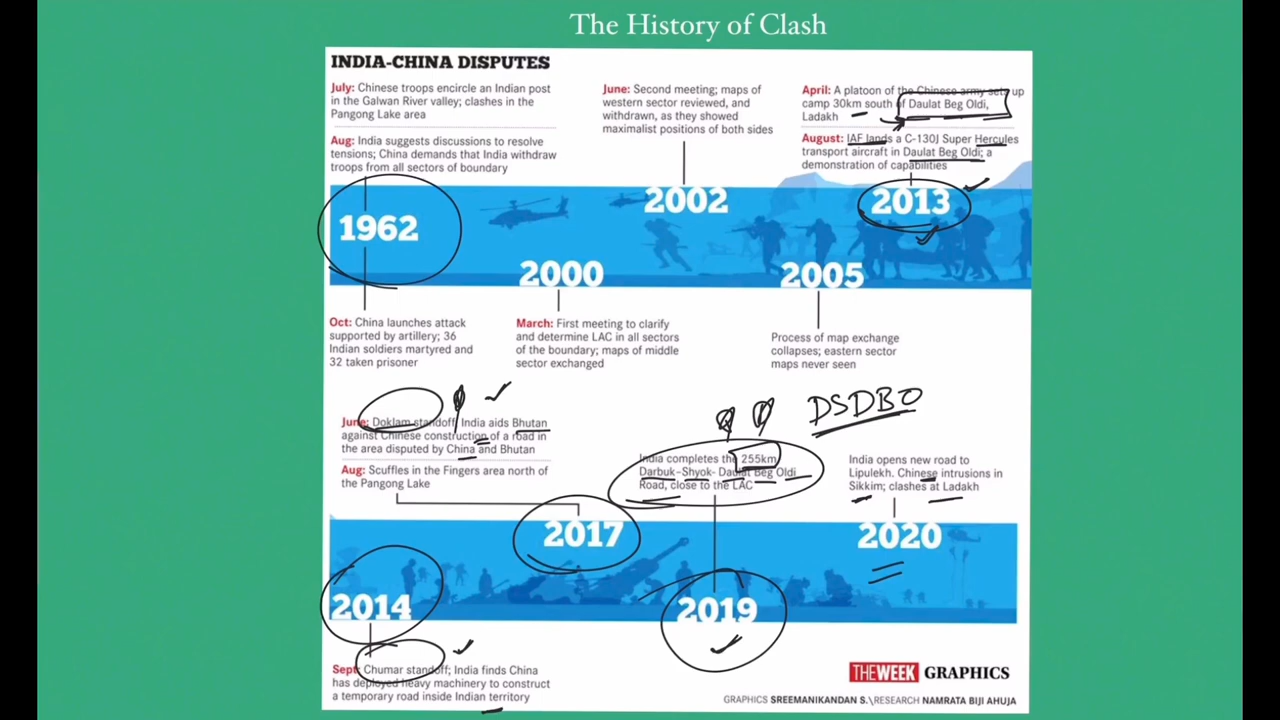 The History of Clash
INDIA-CHINA DISPUTES
July: Chinese troops encircle an Indian post
in the Galwan River valley; clashes in the
Pangong Lake area
Aug: India suggests discussions to resolve
tensions; China demands that India withdraw
troops from all sectors of boundary
June: Second meeting; maps of
western sector reviewed, and
withdrawn, as they showed
maximalist positions of both sides
April: A platoon of the Chinese army sets up
camp 30km south of Daulat Beg Oldi,
Ladakh
August: IAF lands a C-130J Super Hercules
transport aircraft in Daulat Beg Oldi; a
demonstration of capabilities
1962
2000
2002
2005
2013
Oct: China launches attack
supported by artillery; 36
Indian soldiers martyred and
32 taken prisoner
March: First meeting to clarify
and determine LAC in all sectors
of the boundary; maps of middle
sector exchanged
Process of map exchange
collapses; eastern sector
maps never seen
DSDBO
June: Doklam standoff; India aids Bhutan
against Chinese construction of a road in
the area disputed by China and Bhutan
Aug: Scuffles in the Fingers area north of
the Pangong Lake
India completes the 255km
Darbuk-Shyok- Daulat Beg Oldi
Road, close to the LAC
India opens new road to
Lipulekh. Chinese intrusions in
Sikkim; clashes at Ladakh
2014
2017
2019
2020
Sept: Chumar standoff; India finds China
has deployed heavy machinery to construct
a temporary road inside Indian territory
THE WEEK GRAPHICS
GRAPHICS SREEMANIKANDAN S.\RESEARCH NAMRATA BIJI AHUJA